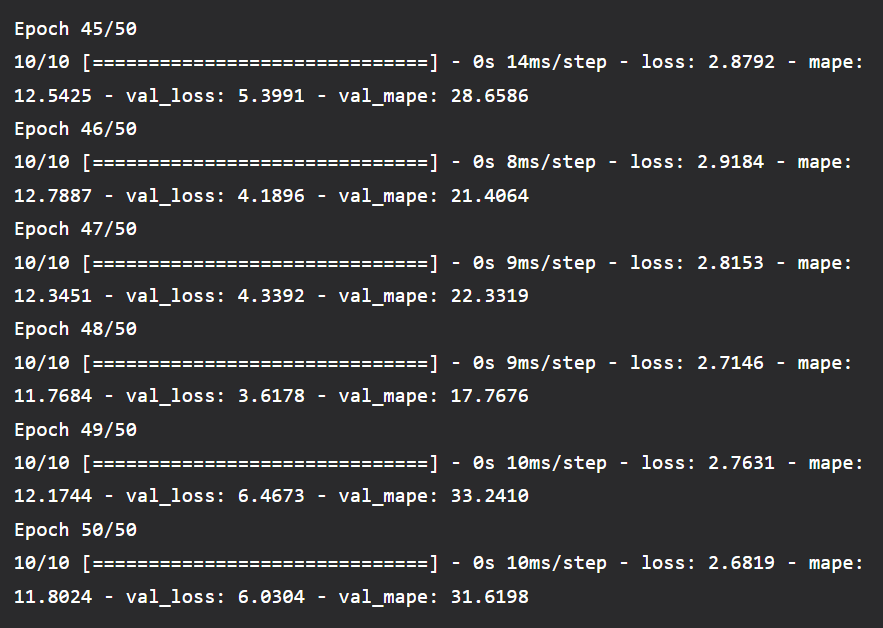 Epoch 45/50
10/10 [==============================] - 0s 14ms/step - loss: 2.8792 - mape:
12.5425 - val_loss: 5.3991 - val_mape: 28.6586
Epoch 46/50
10/10 [==============================] - 0s 8ms/step - loss: 2.9184 - mape:
12.7887 - val_loss: 4.1896 - val_mape: 21.4064
Epoch 47/50
10/10 [==============================] - 0s 9ms/step - loss: 2.8153 - mape:
12.3451 - val_loss: 4.3392 - val_mape: 22.3319
Epoch 48/50
10/10 [==============================] - 0s 9ms/step - loss: 2.7146 - mape:
11.7684 - val_loss: 3.6178 - val_mape: 17.7676
Epoch 49/50
10/10 [==============================] - 0s 10ms/step - loss: 2.7631 - mape:
12.1744 - val_loss: 6.4673 - val_mape: 33.2410
Epoch 50/50
10/10 [==============================] - 0s 10ms/step - loss: 2.6819 - mape:
11.8024 - val_loss: 6.0304 - val_mape: 31.6198